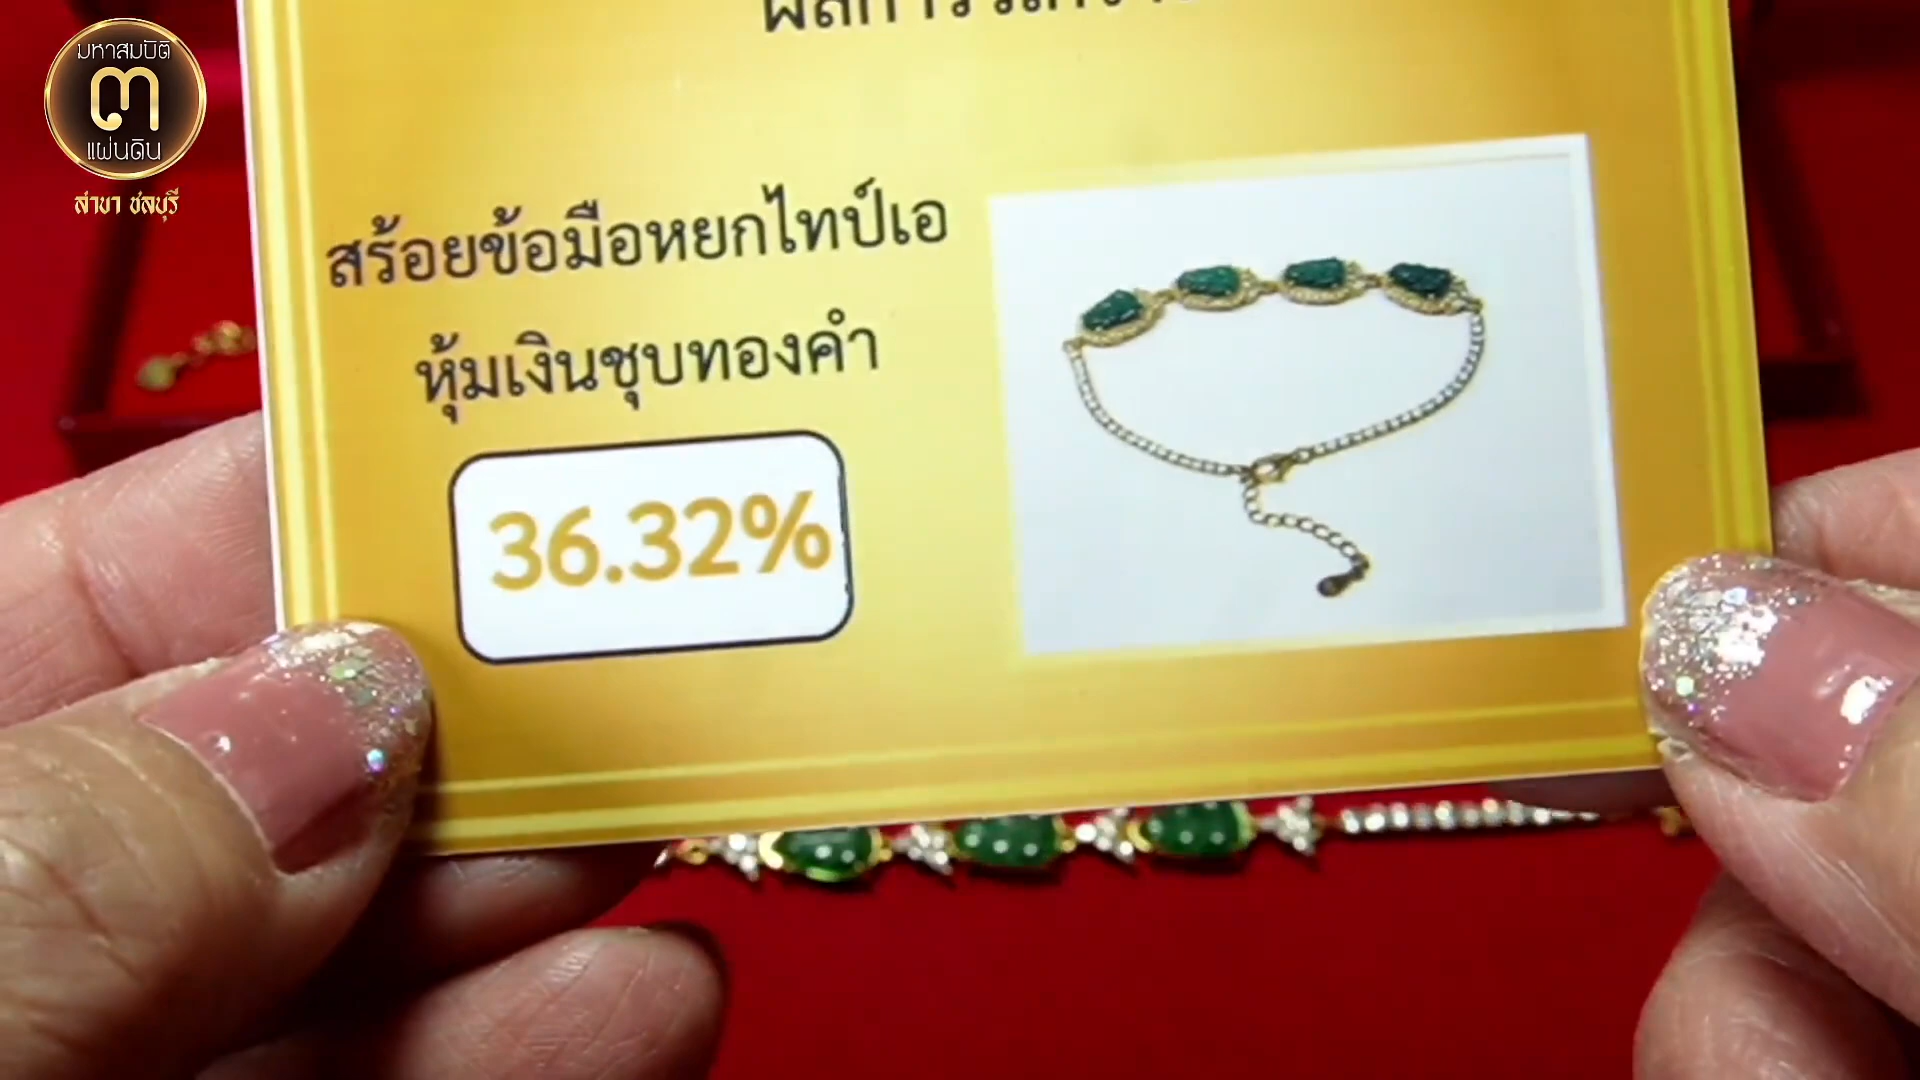 มหาสมบัติ
๓
แผ่นดิน
สาขา ชลบุรี
สร้อยข้อมือหยกไทป์เอ
หุ้มเงินชุบทองคำ
36.32%